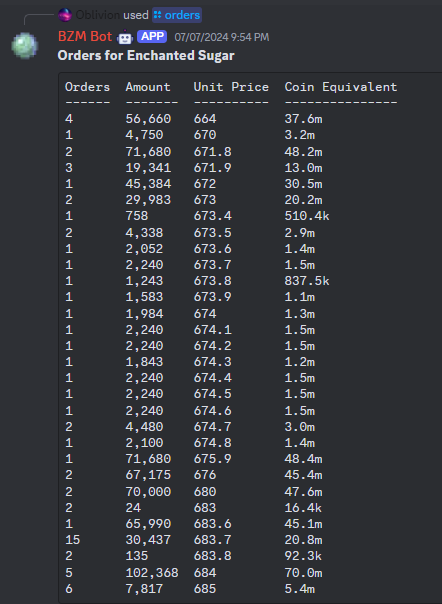 Oblivion used orders
BZM Bot APP 07/07/2024 9:54 PM
Orders for Enchanted Sugar
Orders Amount Unit Price Coin Equivalent
------ ------- ---------- ---------------
4 56,660 664 37.6m
1 4,750 670 3.2m
2 71,680 671.8 48.2m
3 19,341 671.9 13.0m
1 45,384 672 30.5m
2 29,983 673 20.2m
1 758 673.4 510.4k
2 4,338 673.5 2.9m
1 2,052 673.6 1.4m
1 2,240 673.7 1.5m
1 1,243 673.8 837.5k
1 1,583 673.9 1.1m
1 1,984 674 1.3m
1 2,240 674.1 1.5m
1 2,240 674.2 1.5m
1 1,843 674.3 1.2m
1 2,240 674.4 1.5m
1 2,240 674.5 1.5m
1 2,240 674.6 1.5m
2 4,480 674.7 3.0m
1 2,100 674.8 1.4m
1 71,680 675.9 48.4m
2 67,175 676 45.4m
2 70,000 680 47.6m
2 24 683 16.4k
1 65,990 683.6 45.1m
15 30,437 683.7 20.8m
2 135 683.8 92.3k
5 102,368 684 70.0m
6 7,817 685 5.4m